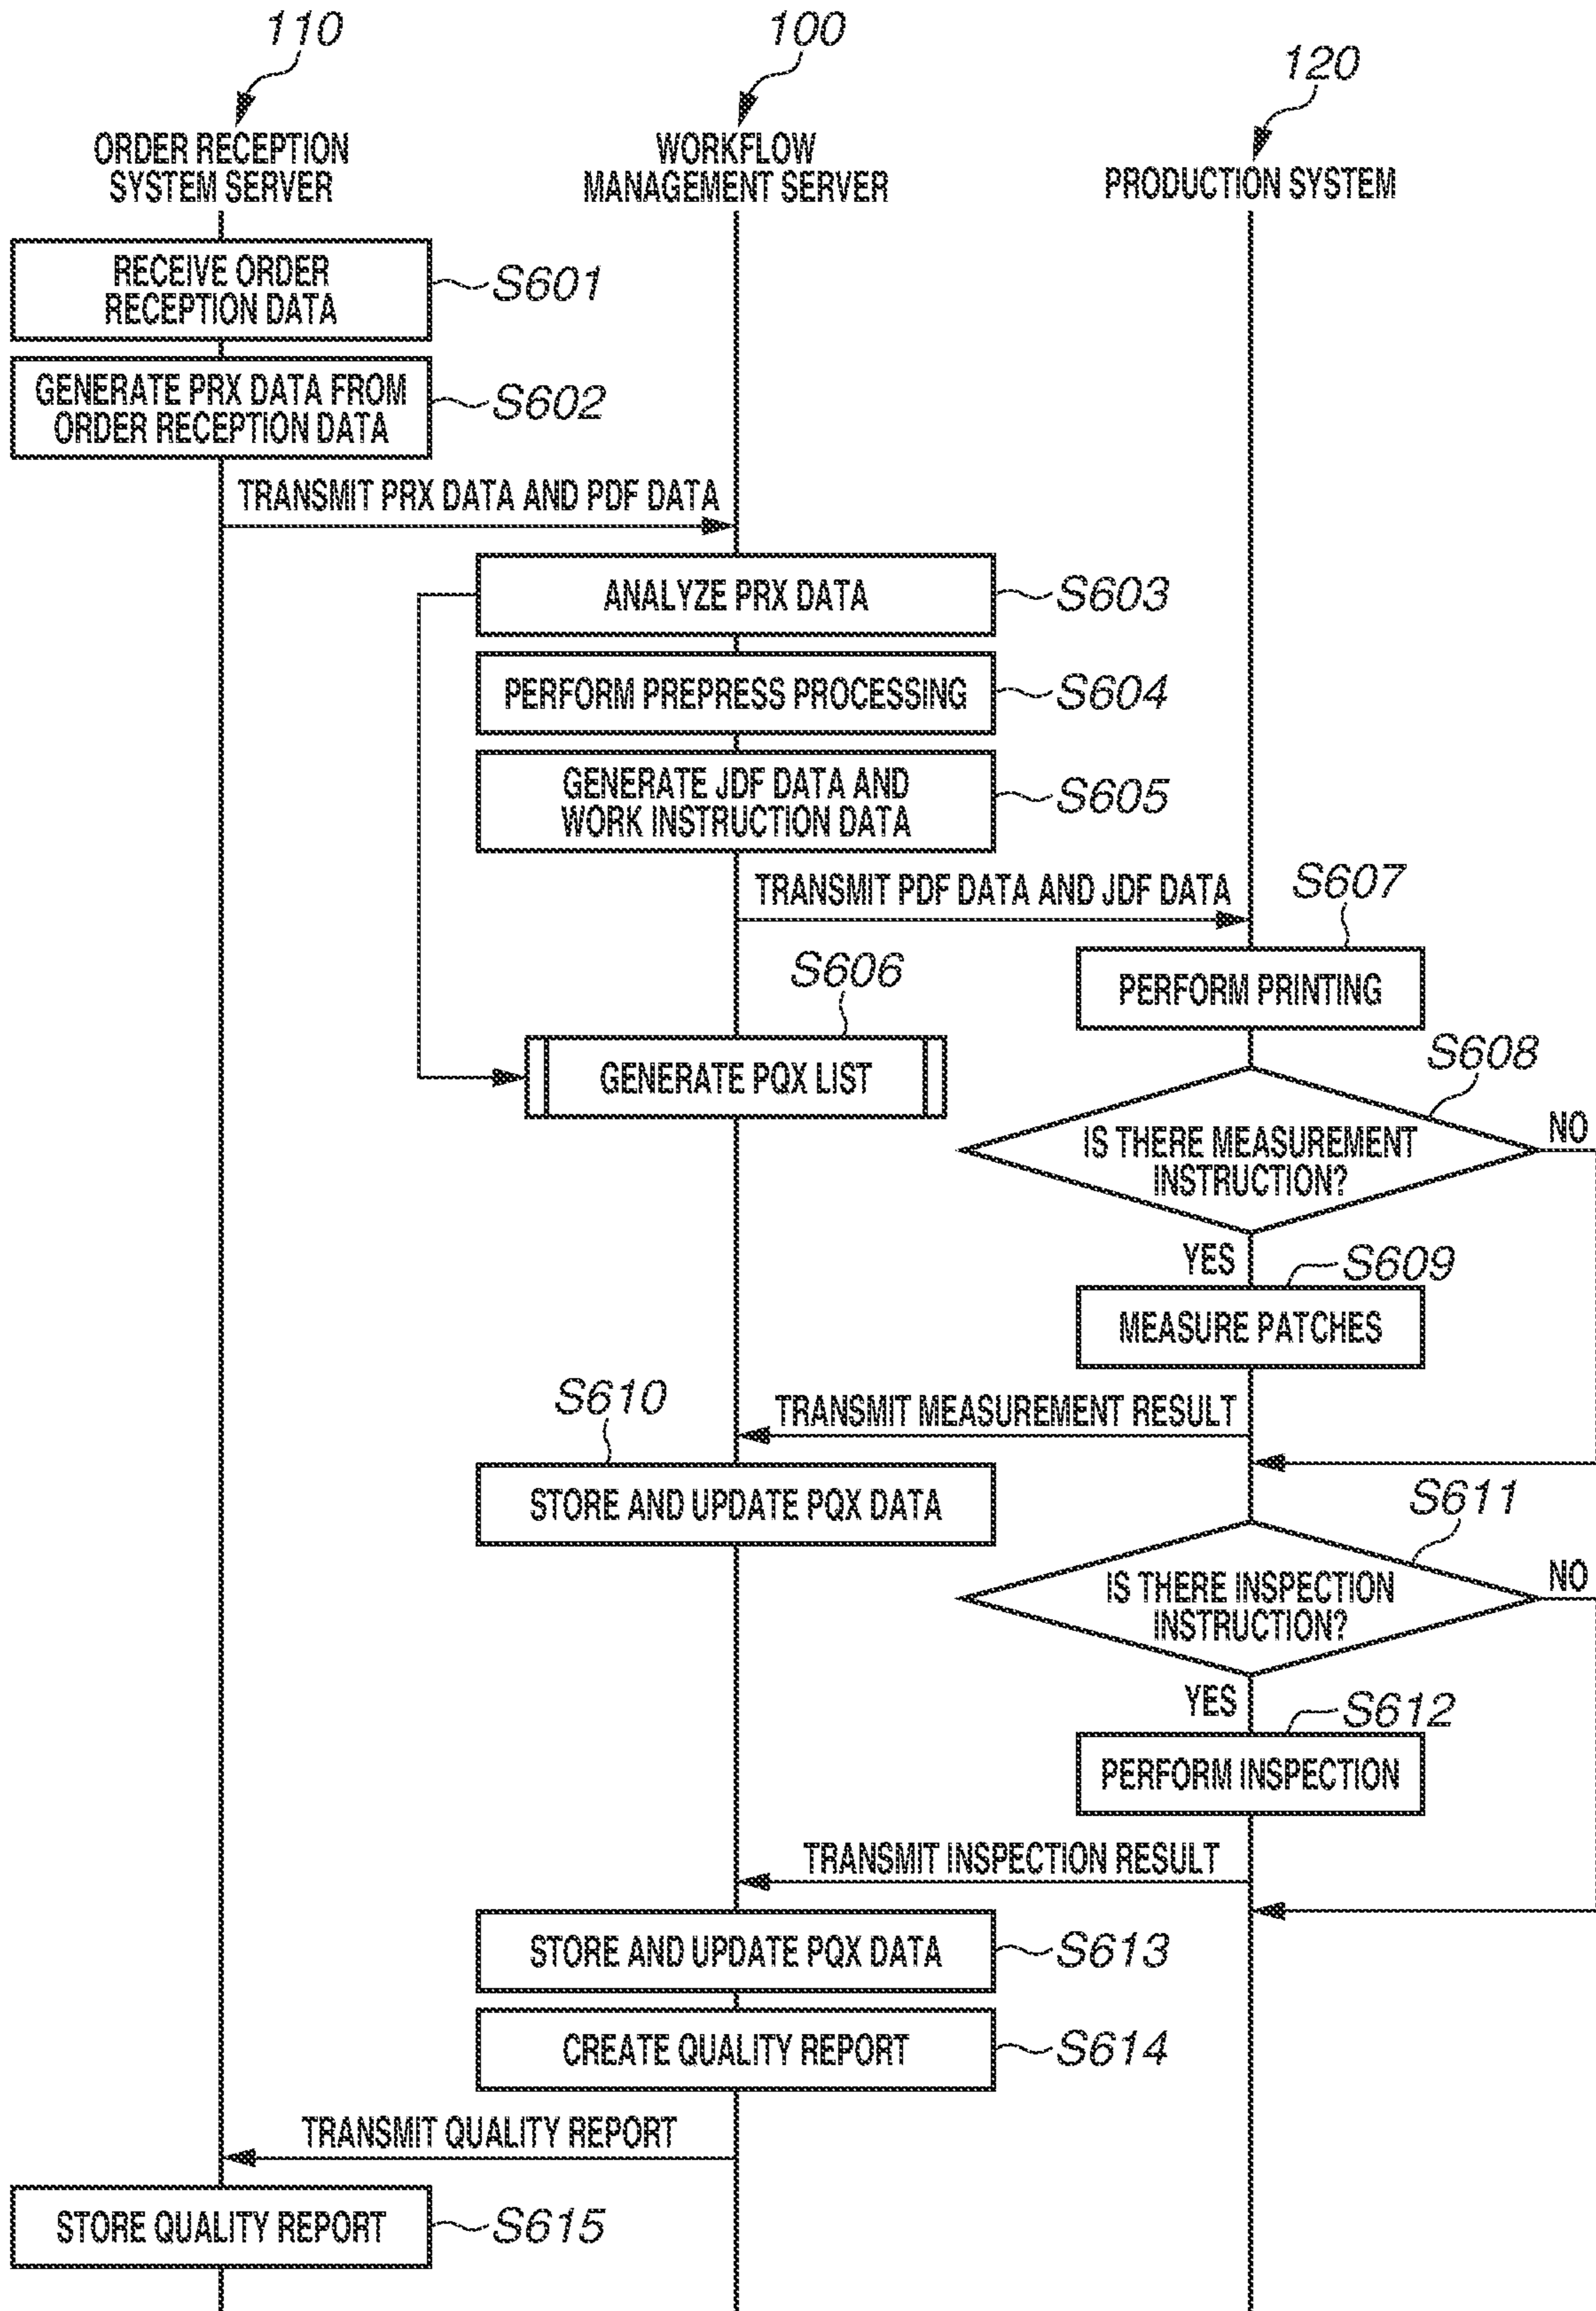 110
100
120
ORDER RECEPTION
SYSTEM SERVER
WORKFLOW
MANAGEMENT SERVER
PRODUCTION SYSTEM
RECEIVE ORDER
RECEPTION DATA
S601
GENERATE PRX DATA FROM
ORDER RECEPTION DATA
S602
TRANSMIT PRX DATA AND PDF DATA
ANALYZE PRX DATA
S603
PERFORM PREPRESS PROCESSING
S604
GENERATE JDF DATA AND
WORK INSTRUCTION DATA
S605
TRANSMIT PDF DATA AND JDF DATA
S607
PERFORM PRINTING
S606
GENERATE PQX LIST
S608
IS THERE MEASUREMENT
INSTRUCTION?
NO
YES
S609
MEASURE PATCHES
TRANSMIT MEASUREMENT RESULT
S610
STORE AND UPDATE PQX DATA
S611
IS THERE INSPECTION
INSTRUCTION?
NO
YES
S612
PERFORM INSPECTION
TRANSMIT INSPECTION RESULT
STORE AND UPDATE PQX DATA
S613
CREATE QUALITY REPORT
S614
TRANSMIT QUALITY REPORT
STORE QUALITY REPORT
S615